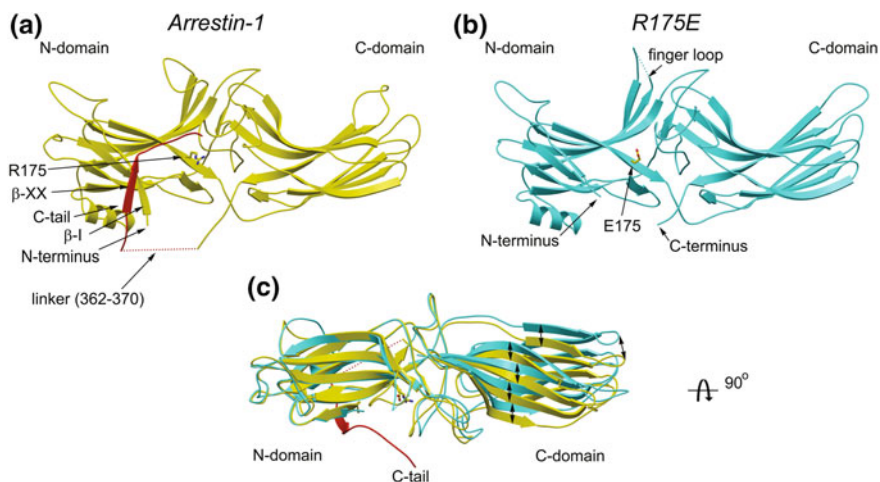 (a)
Arrestin-1
N-domain
C-domain
R175
β-XX
C-tail
β-I
N-terminus
linker (362-370)
(b)
R175E
N-domain
finger loop
C-domain
N-terminus
E175
C-terminus
(c)
90°
N-domain
C-tail
C-domain